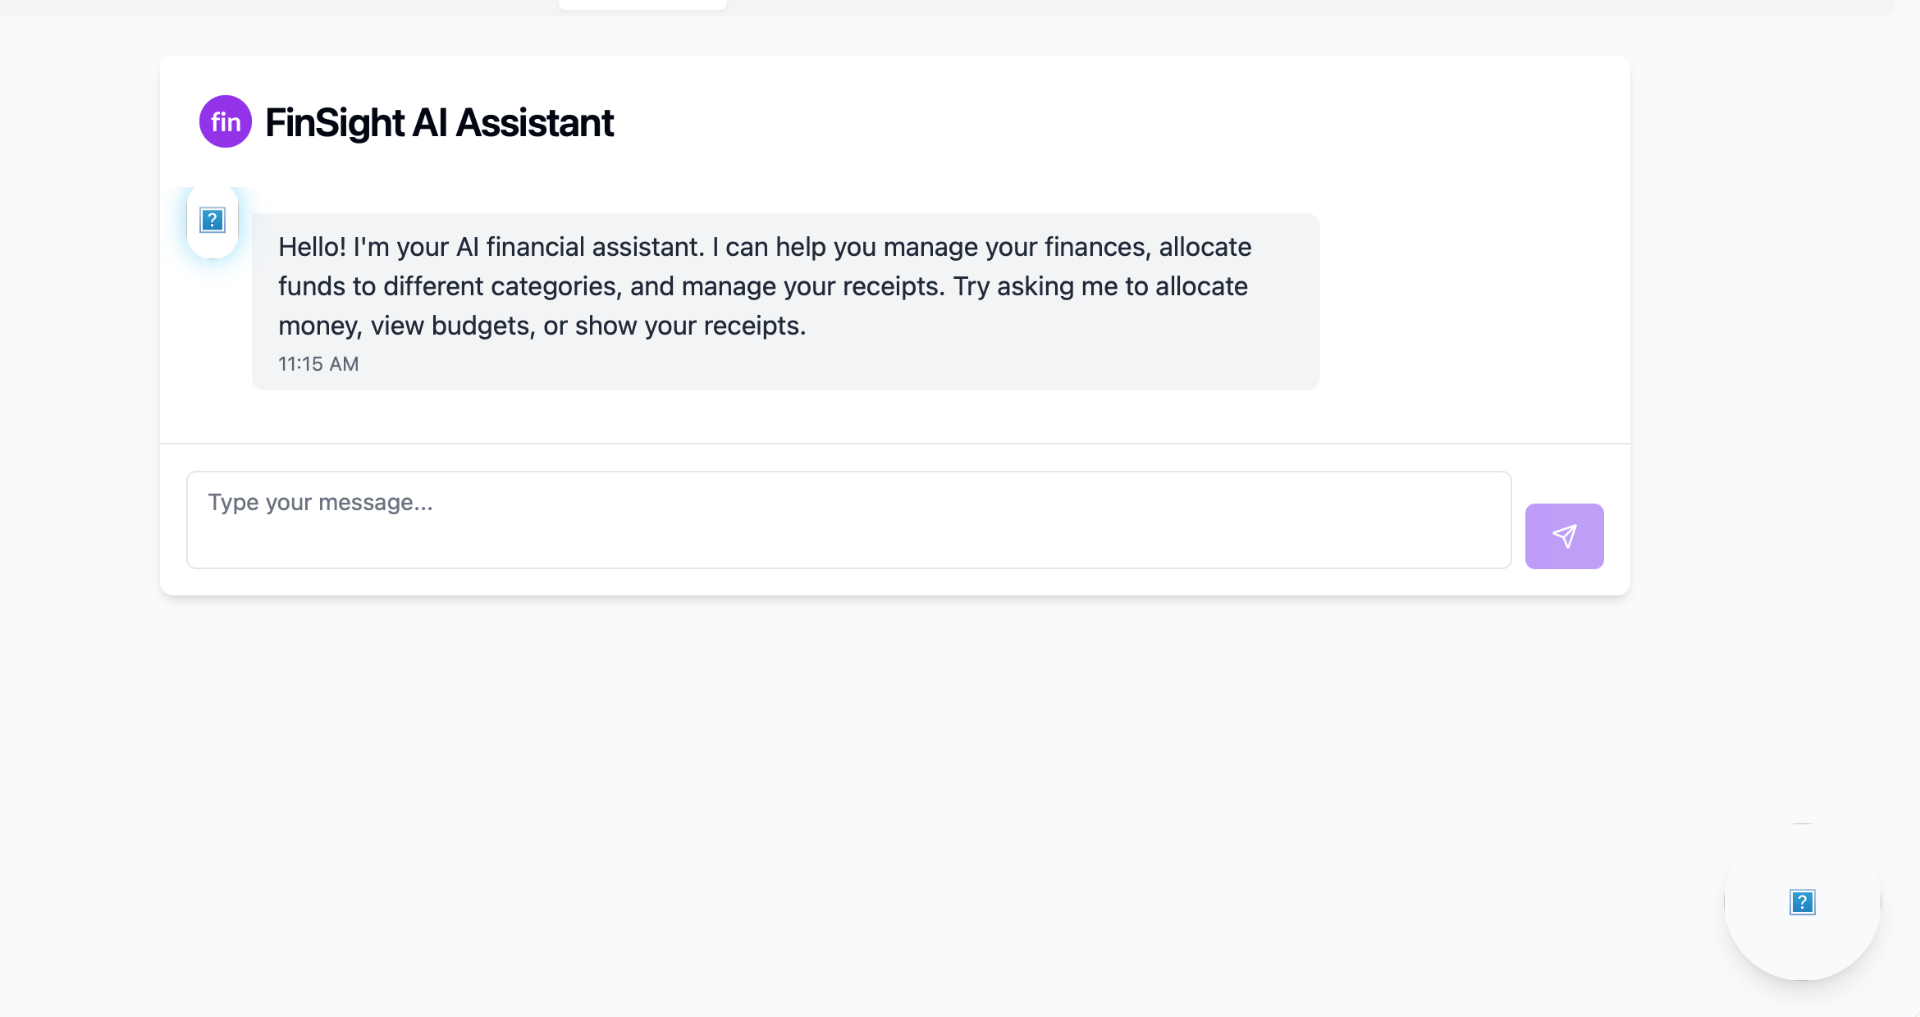 fin FinSight AI Assistant
?
Hello! I'm your AI financial assistant. I can help you manage your finances, allocate
funds to different categories, and manage your receipts. Try asking me to allocate
money, view budgets, or show your receipts.
11:15 AM
Type your message...
?